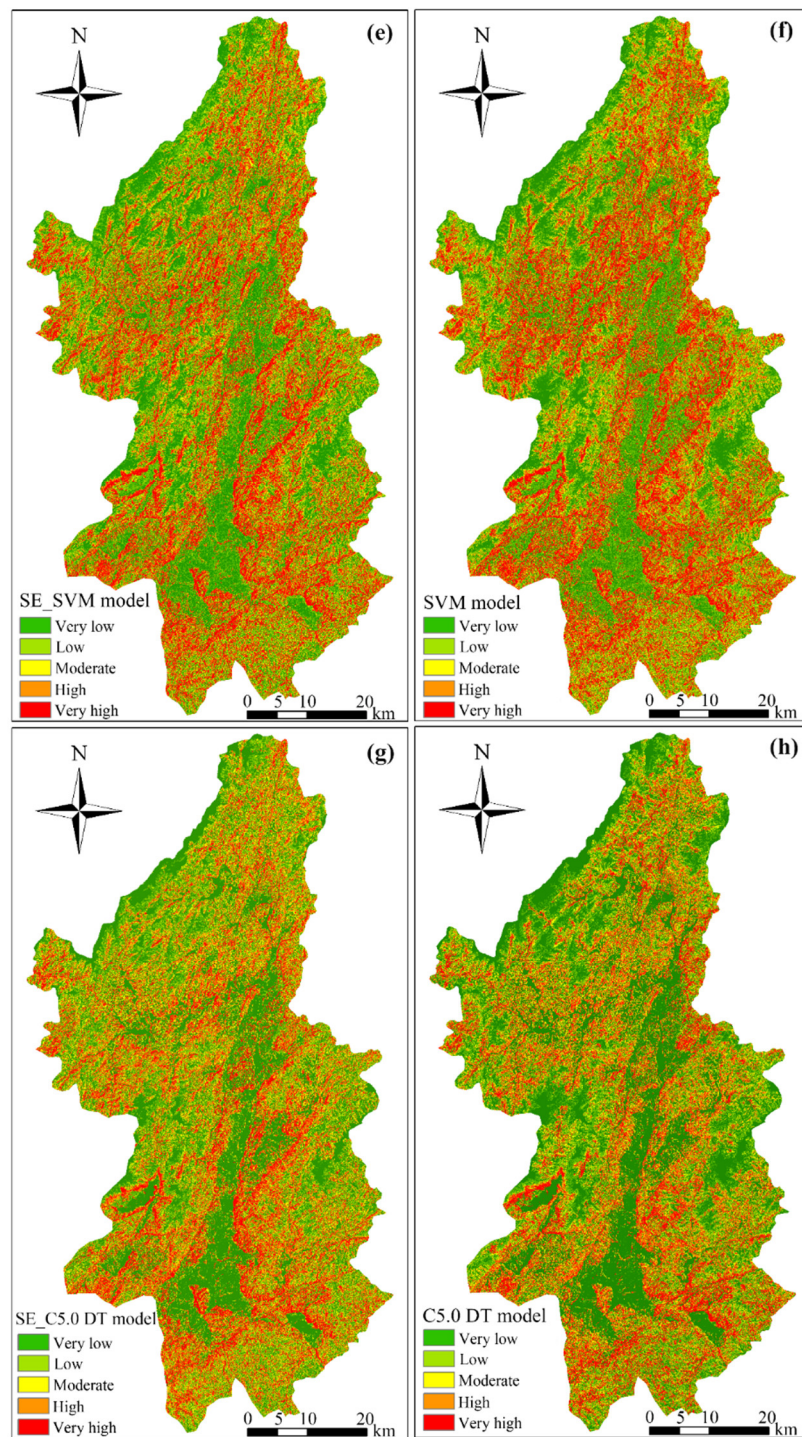 N
(e)
SE_SVM model
Very low
Low
Moderate
High
Very high
0 5 10 20
km
N
(f)
SVM model
Very low
Low
Moderate
High
Very high
0 5 10 20
km
N
(g)
SE_C5.0 DT model
Very low
Low
Moderate
High
Very high
0 5 10 20
km
N
(h)
C5.0 DT model
Very low
Low
Moderate
High
Very high
0 5 10 20
km